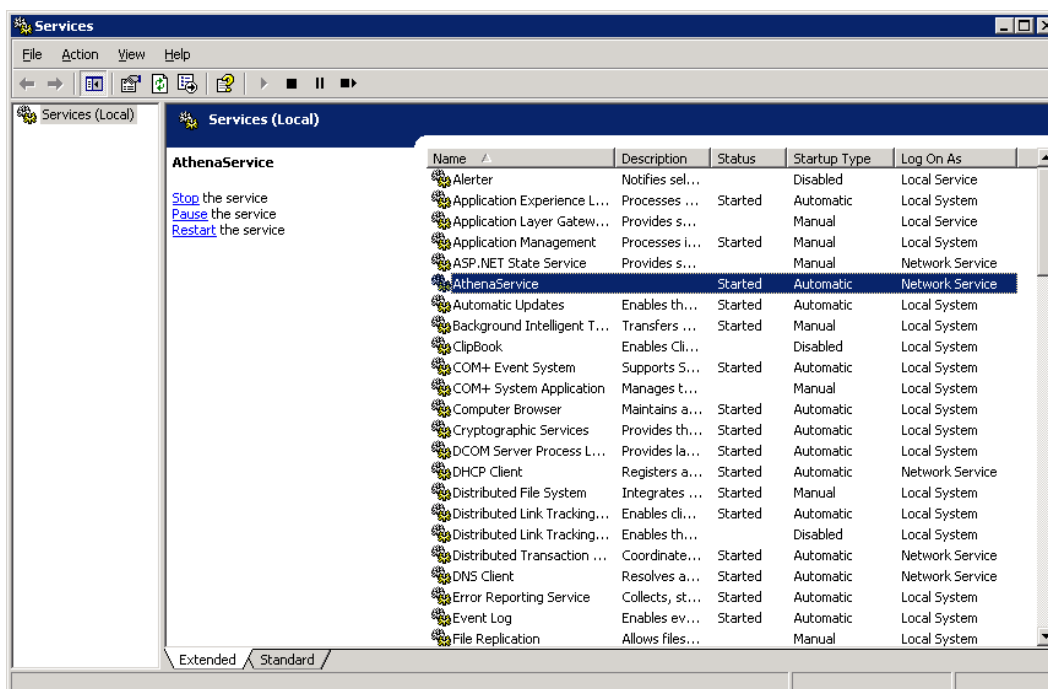 Services
File Action View Help
Services (Local)
Services (Local)
AthenaService
Stop the service
Pause the service
Restart the service
Name Description Status Startup Type Log On As
Alerter Notifies sel... Disabled Local Service
Application Experience L... Processes ... Started Automatic Local System
Application Layer Gatew... Provides s... Manual Local Service
Application Management Processes i... Started Manual Local System
ASP.NET State Service Provides s... Manual Network Service
AthenaService Started Automatic Network Service
Automatic Updates Enables th... Started Automatic Local System
Background Intelligent T... Transfers ... Started Manual Local System
ClipBook Enables Cli... Disabled Local System
COM+ Event System Supports S... Started Automatic Local System
COM+ System Application Manages t... Manual Local System
Computer Browser Maintains a... Started Automatic Local System
Cryptographic Services Provides th... Started Automatic Local System
DCOM Server Process L... Provides la... Started Automatic Local System
DHCP Client Registers a... Started Automatic Network Service
Distributed File System Integrates ... Started Manual Local System
Distributed Link Tracking... Enables cli... Started Automatic Local System
Distributed Link Tracking... Enables th... Disabled Local System
Distributed Transaction ... Coordinate... Started Automatic Network Service
DNS Client Resolves a... Started Automatic Network Service
Error Reporting Service Collects, st... Started Automatic Local System
Event Log Enables ev... Started Automatic Local System
File Replication Allows files... Manual Local System
Extended Standard